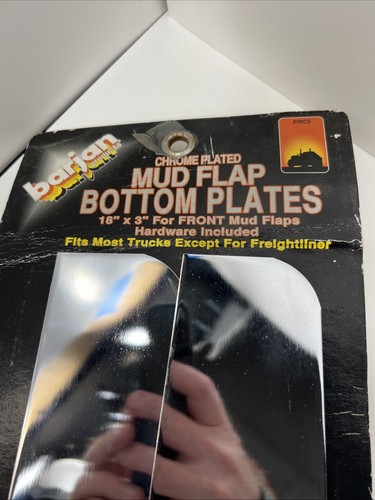 barjan
PRICE
CHROME PLATED
MUD FLAP
BOTTOM PLATES
18" x 3" For FRONT Mud Flaps
Hardware Included
Fits Most Trucks Except For Freightliner